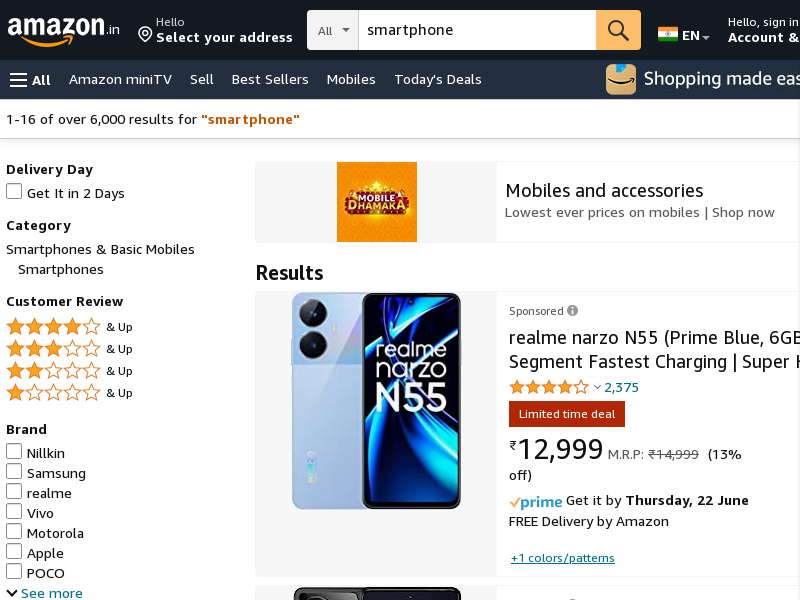 amazon.in
Hello
Select your address
All
smartphone
EN
Hello, sign in
Account &
All
Amazon miniTV
Sell
Best Sellers
Mobiles
Today's Deals
Shopping made eas
1-16 of over 6,000 results for "smartphone"
Delivery Day
Get It in 2 Days
Category
Smartphones & Basic Mobiles
Smartphones
Customer Review
& Up
& Up
& Up
& Up
Brand
Nillkin
Samsung
realme
Vivo
Motorola
Apple
POCO
See more
MOBILE
DHAMAKA
Mobiles and accessories
Lowest ever prices on mobiles | Shop now
Results
realme
narzo
N55
Sponsored
realme narzo N55 (Prime Blue, 6GB
Segment Fastest Charging | Super H
2,375
Limited time deal
₹12,999 M.R.P: ₹14,999 (13%
off)
prime Get it by Thursday, 22 June
FREE Delivery by Amazon
+1 colors/patterns